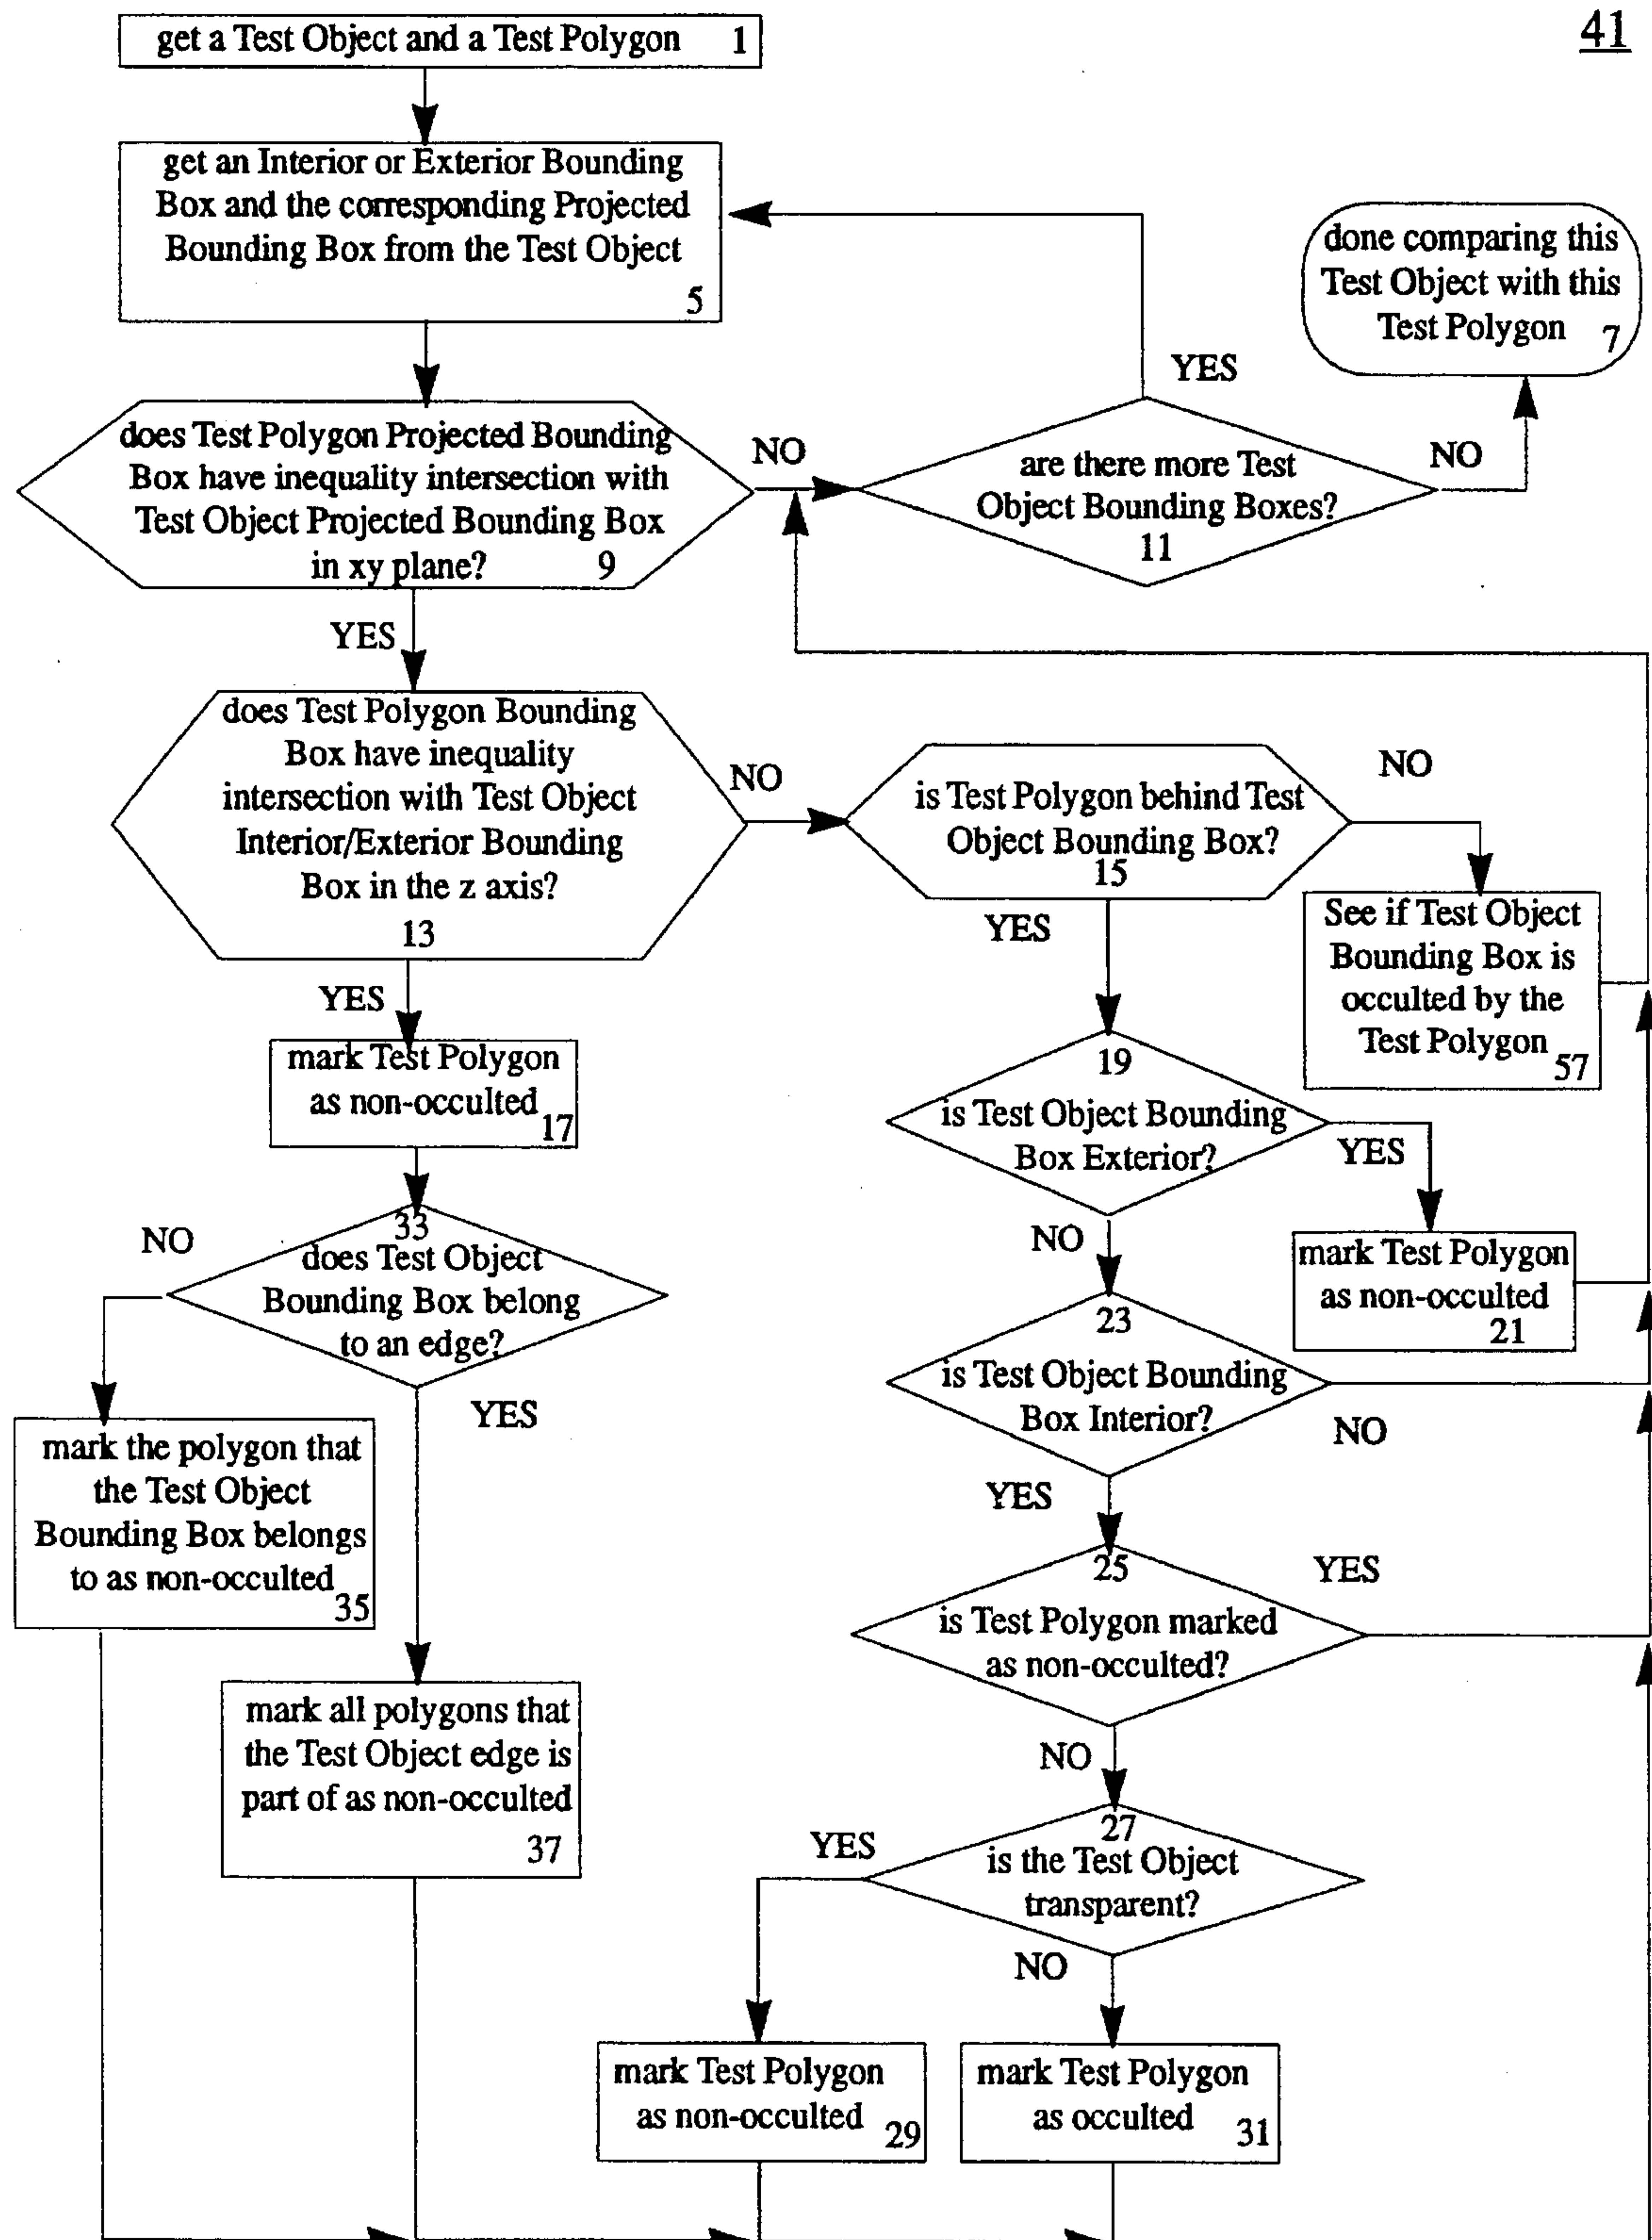 41
get a Test Object and a Test Polygon 1
get an Interior or Exterior Bounding
Box and the corresponding Projected
Bounding Box from the Test Object
5
done comparing this
Test Object with this
Test Polygon 7
does Test Polygon Projected Bounding
Box have inequality intersection with
Test Object Projected Bounding Box
in xy plane? 9
NO
YES
are there more Test
Object Bounding Boxes?
11
YES
NO
does Test Polygon Bounding
Box have inequality
intersection with Test Object
Interior/Exterior Bounding
Box in the z axis?
13
NO
YES
is Test Polygon behind Test
Object Bounding Box?
15
NO
YES
See if Test Object
Bounding Box is
occulted by the
Test Polygon 57
mark Test Polygon
as non-occulted 17
19
is Test Object Bounding
Box Exterior?
YES
NO
mark Test Polygon
as non-occulted
21
33
does Test Object
Bounding Box belong
to an edge?
NO
YES
23
is Test Object Bounding
Box Interior?
NO
YES
mark the polygon that
the Test Object
Bounding Box belongs
to as non-occulted
35
25
is Test Polygon marked
as non-occulted?
YES
NO
mark all polygons that
the Test Object edge is
part of as non-occulted
37
27
is the Test Object
transparent?
YES
NO
mark Test Polygon
as non-occulted 29
mark Test Polygon
as occulted 31